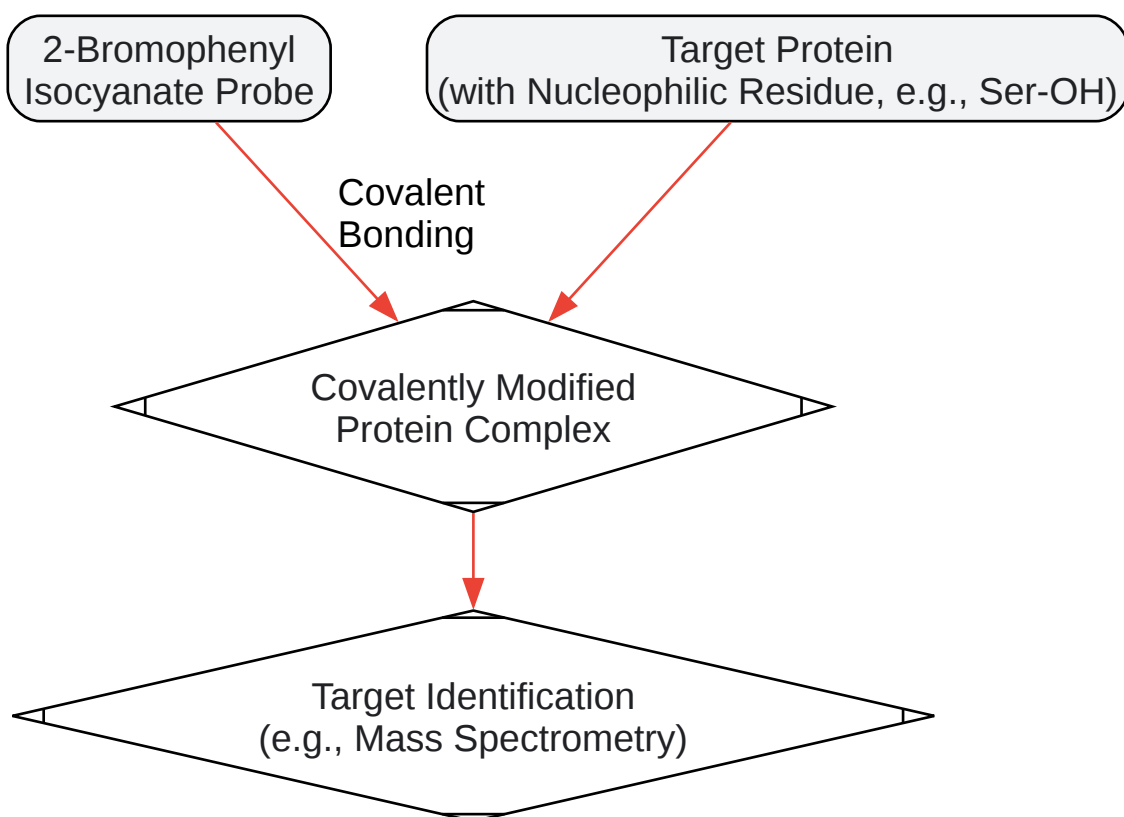 2-Bromophenyl
Isocyanate Probe
Target Protein
(with Nucleophilic Residue, e.g., Ser-OH)
Covalent
Bonding
Covalently Modified
Protein Complex
Target Identification
(e.g., Mass Spectrometry)